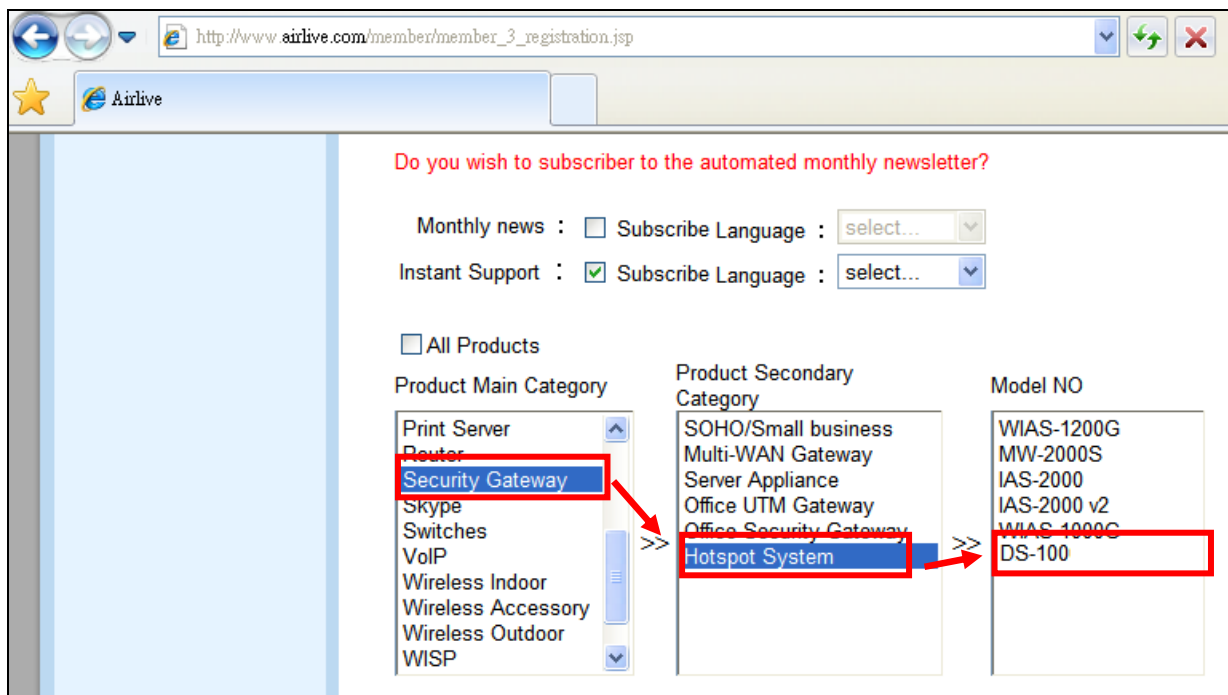 http://www.airlive.com/member/member_3_registration.jsp
Airlive
Do you wish to subscriber to the automated monthly newsletter?
Monthly news : Subscribe Language : select...
Instant Support : Subscribe Language : select...
All Products
Product Main Category
Print Server
Router
Security Gateway
Skype
Switches
VoIP
Wireless Indoor
Wireless Accessory
Wireless Outdoor
WISP
>>
Product Secondary
Category
SOHO/Small business
Multi-WAN Gateway
Server Appliance
Office UTM Gateway
Office Security Gateway
Hotspot System
>>
Model NO
WIAS-1200G
MW-2000S
IAS-2000
IAS-2000 v2
WIAS-1000G
DS-100